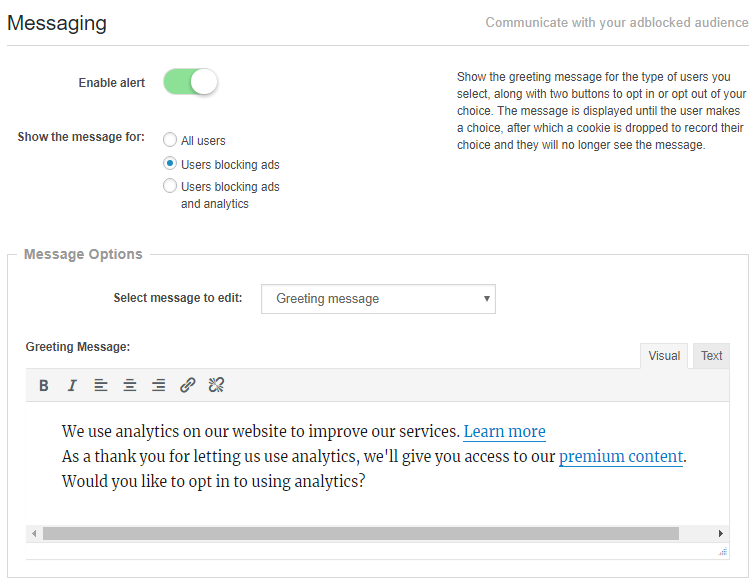 Messaging
Communicate with your adblocked audience
Enable alert
Show the greeting message for the type of users you
select, along with two buttons to opt in or opt out of your
choice. The message is displayed until the user makes
a choice, after which a cookie is dropped to record their
choice and they will no longer see the message.
Show the message for:
All users
Users blocking ads
Users blocking ads
and analytics
Message Options
Select message to edit:
Greeting message
Greeting Message:
Visual
Text
B I
We use analytics on our website to improve our services. Learn more
As a thank you for letting us use analytics, we'll give you access to our premium content.
Would you like to opt in to using analytics?